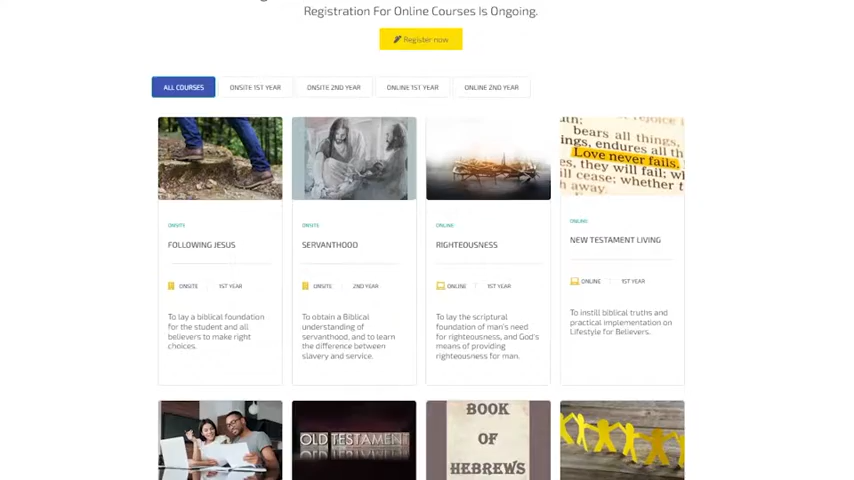 Registration For Online Courses Is Ongoing.
Register now
ALL COURSES
ONSITE 1ST YEAR
ONSITE 2ND YEAR
ONLINE 1ST YEAR
ONLINE 2ND YEAR
bears all things,
ings, endures all th
Love never fails,
they will fail; wh
ill cease; whether t
h away.
ONSITE
FOLLOWING JESUS
ONSITE
1ST YEAR
To lay a biblical foundation
for the student and all
believers to make right
choices.
ONSITE
SERVANTHOOD
ONSITE
2ND YEAR
To obtain a Biblical
understanding of
servanthood, and to learn
the difference between
slavery and service.
ONLINE
RIGHTEOUSNESS
ONLINE
1ST YEAR
To lay the scriptural
foundation of man's need
for righteousness, and God's
means of providing
righteousness for man.
ONLINE
NEW TESTAMENT LIVING
ONLINE
1ST YEAR
To instill biblical truths and
practical implementation on
Lifestyle for Believers.
OLD TESTAMENT
BOOK
OF
HEBREWS